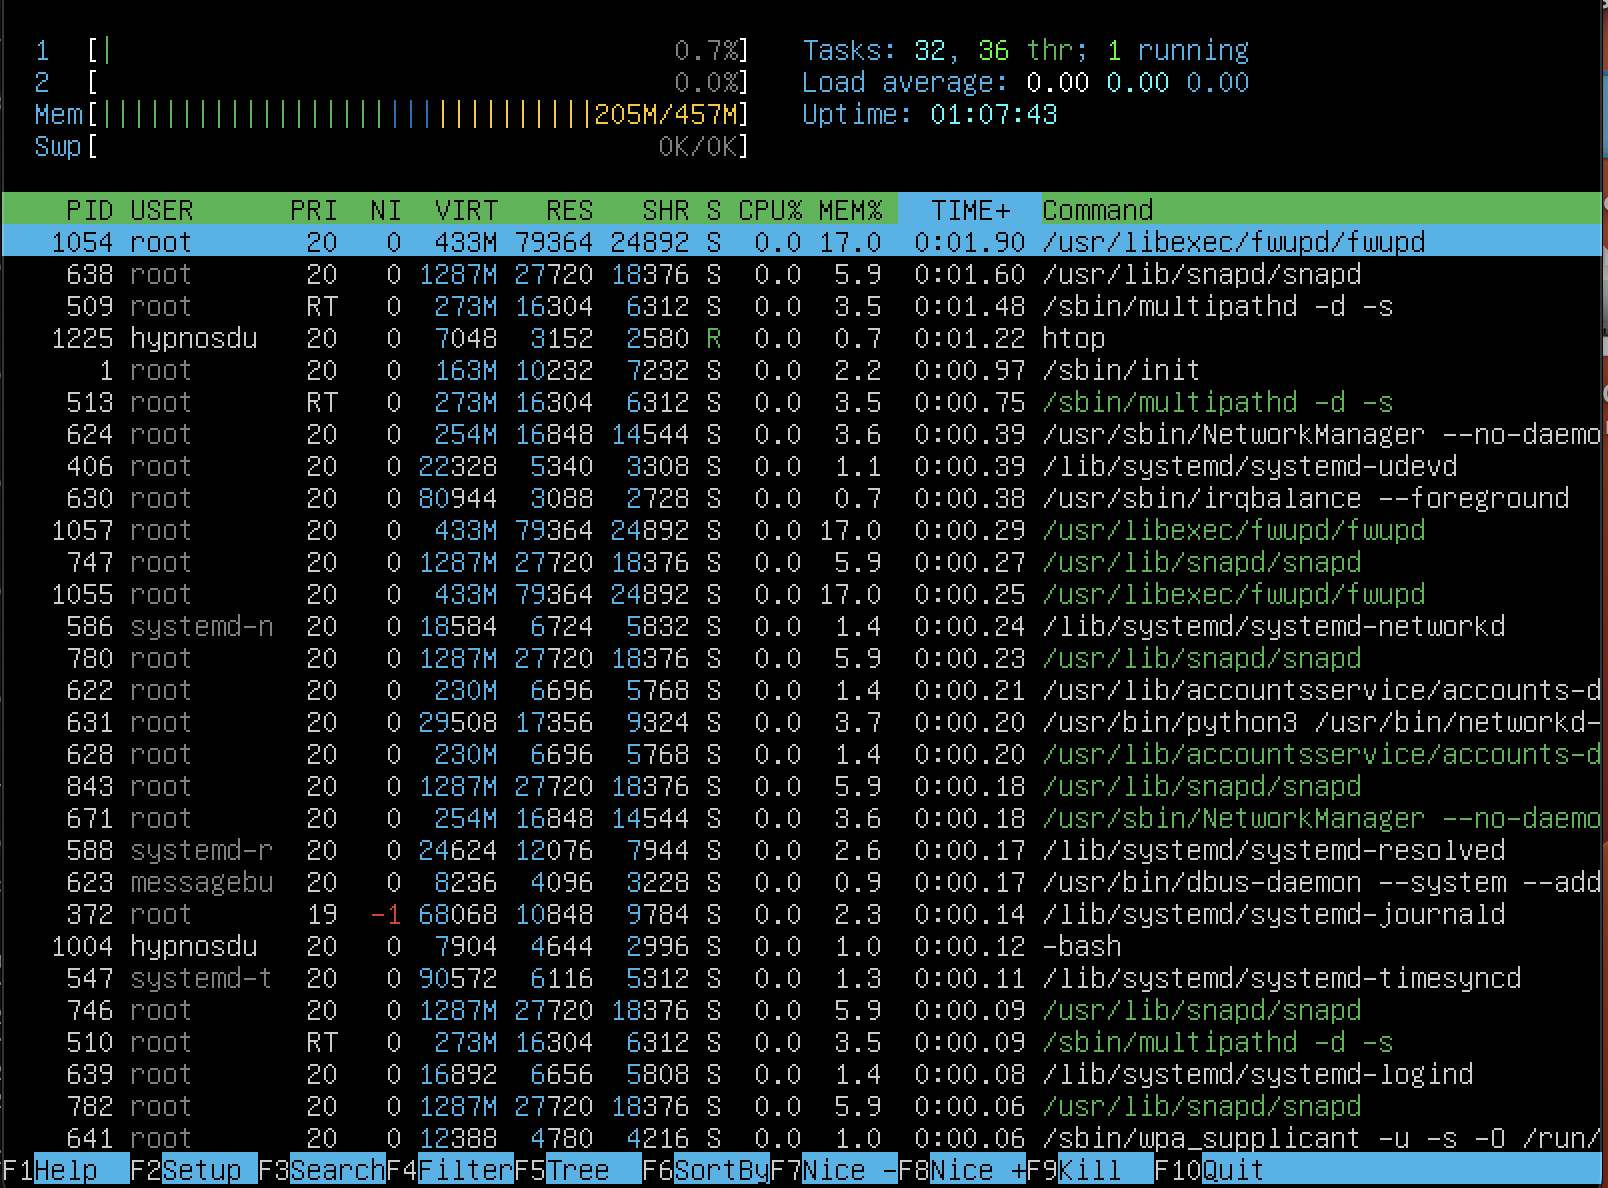 1 [| 0.7%] Tasks: 32, 36 thr; 1 running
2 [ 0.0%] Load average: 0.00 0.00 0.00
Mem[|||||||||||||||||||||||||||||||205M/457M] Uptime: 01:07:43
Swp[ 0K/0K]
PID USER PRI NI VIRT RES SHR S CPU% MEM% TIME+ Command
1054 root 20 0 433M 79364 24892 S 0.0 17.0 0:01.90 /usr/libexec/fwupd/fwupd
638 root 20 0 1287M 27720 18376 S 0.0 5.9 0:01.60 /usr/lib/snapd/snapd
509 root RT 0 273M 16304 6312 S 0.0 3.5 0:01.48 /sbin/multipathd -d -s
1225 hypnosdu 20 0 7048 3152 2580 R 0.0 0.7 0:01.22 htop
1 root 20 0 163M 10232 7232 S 0.0 2.2 0:00.97 /sbin/init
513 root RT 0 273M 16304 6312 S 0.0 3.5 0:00.75 /sbin/multipathd -d -s
624 root 20 0 254M 16848 14544 S 0.0 3.6 0:00.39 /usr/sbin/NetworkManager --no-daemo
406 root 20 0 22328 5340 3308 S 0.0 1.1 0:00.39 /lib/systemd/systemd-udevd
630 root 20 0 80944 3088 2728 S 0.0 0.7 0:00.38 /usr/sbin/irqbalance --foreground
1057 root 20 0 433M 79364 24892 S 0.0 17.0 0:00.29 /usr/libexec/fwupd/fwupd
747 root 20 0 1287M 27720 18376 S 0.0 5.9 0:00.27 /usr/lib/snapd/snapd
1055 root 20 0 433M 79364 24892 S 0.0 17.0 0:00.25 /usr/libexec/fwupd/fwupd
586 systemd-n 20 0 18584 6724 5832 S 0.0 1.4 0:00.24 /lib/systemd/systemd-networkd
780 root 20 0 1287M 27720 18376 S 0.0 5.9 0:00.23 /usr/lib/snapd/snapd
622 root 20 0 230M 6696 5768 S 0.0 1.4 0:00.21 /usr/lib/accountsservice/accounts-d
631 root 20 0 29508 17356 9324 S 0.0 3.7 0:00.20 /usr/bin/python3 /usr/bin/networkd-
628 root 20 0 230M 6696 5768 S 0.0 1.4 0:00.20 /usr/lib/accountsservice/accounts-d
843 root 20 0 1287M 27720 18376 S 0.0 5.9 0:00.18 /usr/lib/snapd/snapd
671 root 20 0 254M 16848 14544 S 0.0 3.6 0:00.18 /usr/sbin/NetworkManager --no-daemo
588 systemd-r 20 0 24624 12076 7944 S 0.0 2.6 0:00.17 /lib/systemd/systemd-resolved
623 messagebu 20 0 8236 4096 3228 S 0.0 0.9 0:00.17 /usr/bin/dbus-daemon --system --add
372 root 19 -1 68068 10848 9784 S 0.0 2.3 0:00.14 /lib/systemd/systemd-journald
1004 hypnosdu 20 0 7904 4644 2996 S 0.0 1.0 0:00.12 -bash
547 systemd-t 20 0 90572 6116 5312 S 0.0 1.3 0:00.11 /lib/systemd/systemd-timesyncd
746 root 20 0 1287M 27720 18376 S 0.0 5.9 0:00.09 /usr/lib/snapd/snapd
510 root RT 0 273M 16304 6312 S 0.0 3.5 0:00.09 /sbin/multipathd -d -s
639 root 20 0 16892 6656 5808 S 0.0 1.4 0:00.08 /lib/systemd/systemd-logind
782 root 20 0 1287M 27720 18376 S 0.0 5.9 0:00.06 /usr/lib/snapd/snapd
641 root 20 0 12388 4780 4216 S 0.0 1.0 0:00.06 /sbin/wpa_supplicant -u -s -O /run/
F1Help F2Setup F3SearchF4FilterF5Tree F6SortByF7Nice -F8Nice +F9Kill F10Quit